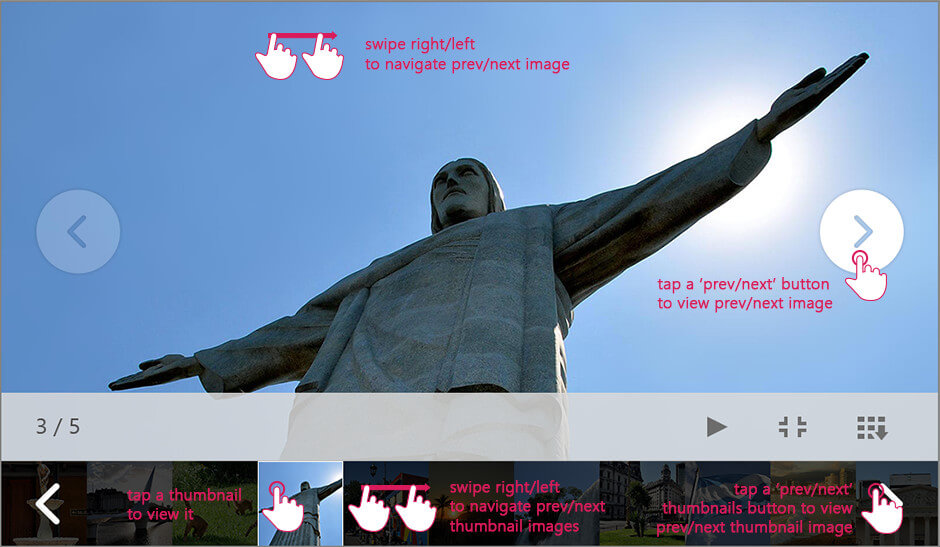 swipe right/left
to navigate prev/next image
tap a ‘prev/next’ button
to view prev/next image
3 / 5
tap a thumbnail
to view it
swipe right/left
to navigate prev/next
thumbnail images
tap a ‘prev/next’
thumbnails button to view
prev/next thumbnail image